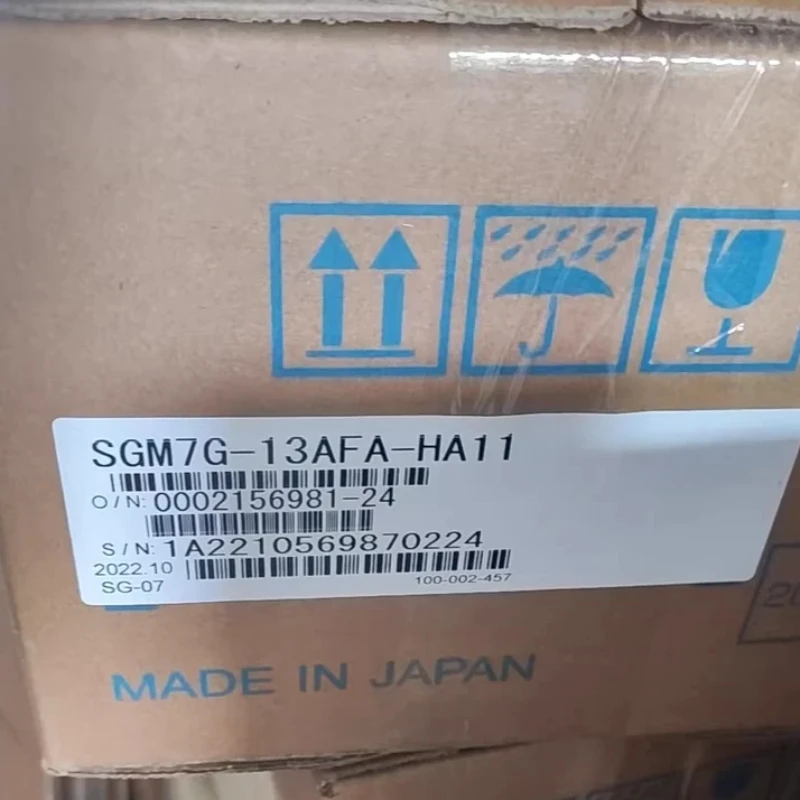 SGM7G-13AFA-HA11
O/N: 0002156981-24
S/N: 1A2210569870224
2022.10
SG-07 100-002-457
MADE IN JAPAN